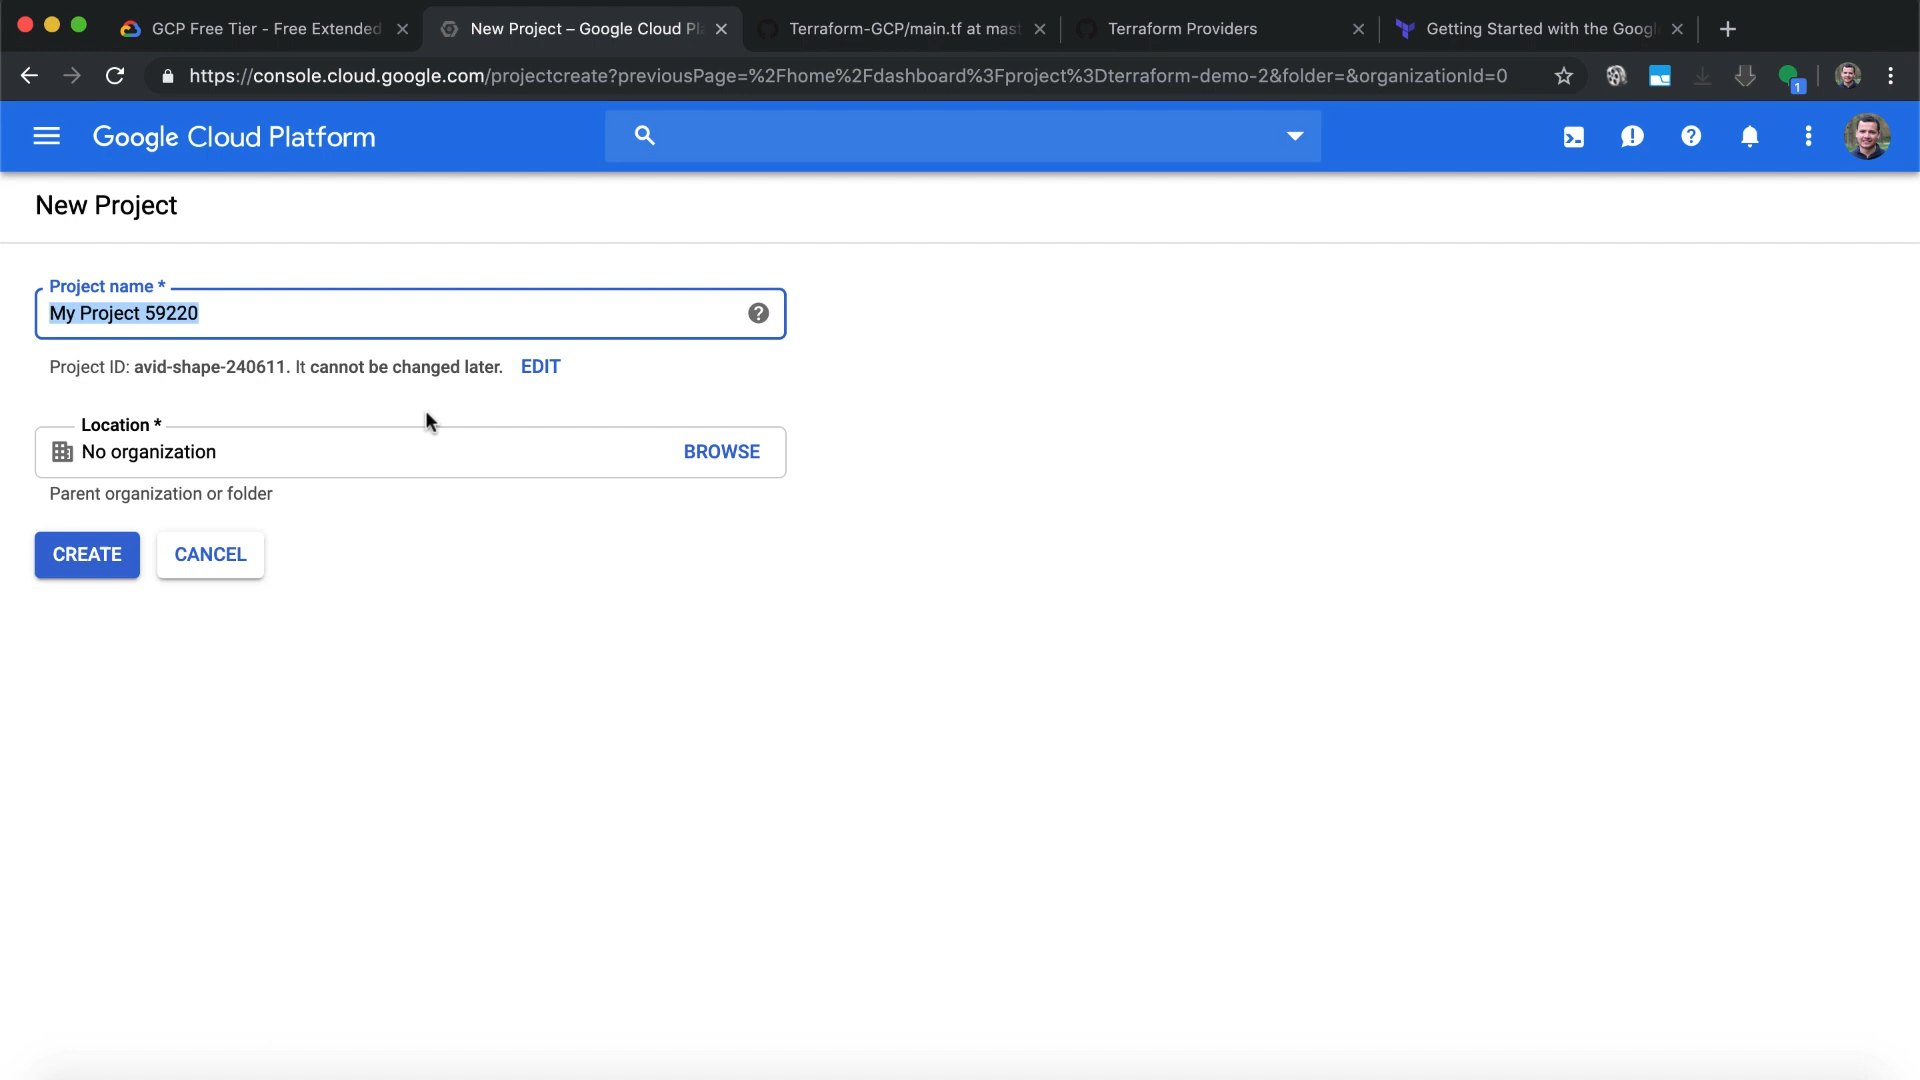 GCP Free Tier - Free Extended
New Project – Google Cloud Pl
Terraform-GCP/main.tf at mast
Terraform Providers
Getting Started with the Googl
https://console.cloud.google.com/projectcreate?previousPage=%2Fhome%2Fdashboard%3Fproject%3Dterraform-demo-2&folder=&organizationId=0
1
Google Cloud Platform
New Project
Project name *
My Project 59220
Project ID: avid-shape-240611. It cannot be changed later. EDIT
Location *
No organization BROWSE
Parent organization or folder
CREATE CANCEL